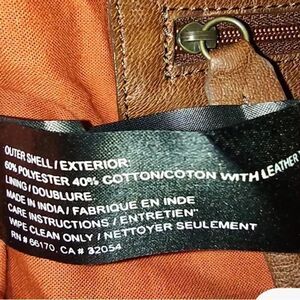 OUTER SHELL / EXTERIOR:
60% POLYESTER 40% COTTON/COTON WITH LEATHER
LINING / DOUBLURE
MADE IN INDIA / FABRIQUE EN INDE
CARE INSTRUCTIONS / ENTRETIEN"
WIPE CLEAN ONLY / NETTOYER SEULEMENT
RN # 66170. CA # 32054